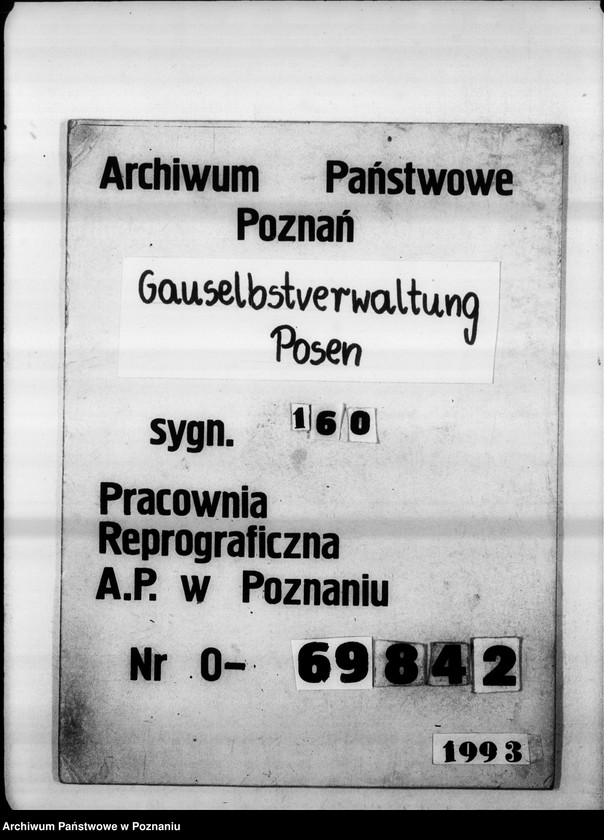 Archiwum Państwowe
Poznań
Gauselbstverwaltung
Posen
sygn. 160
Pracownia
Reprograficzna
A.P. w Poznaniu
Nr 0- 69842
1993
Archiwum Państwowe w Poznaniu